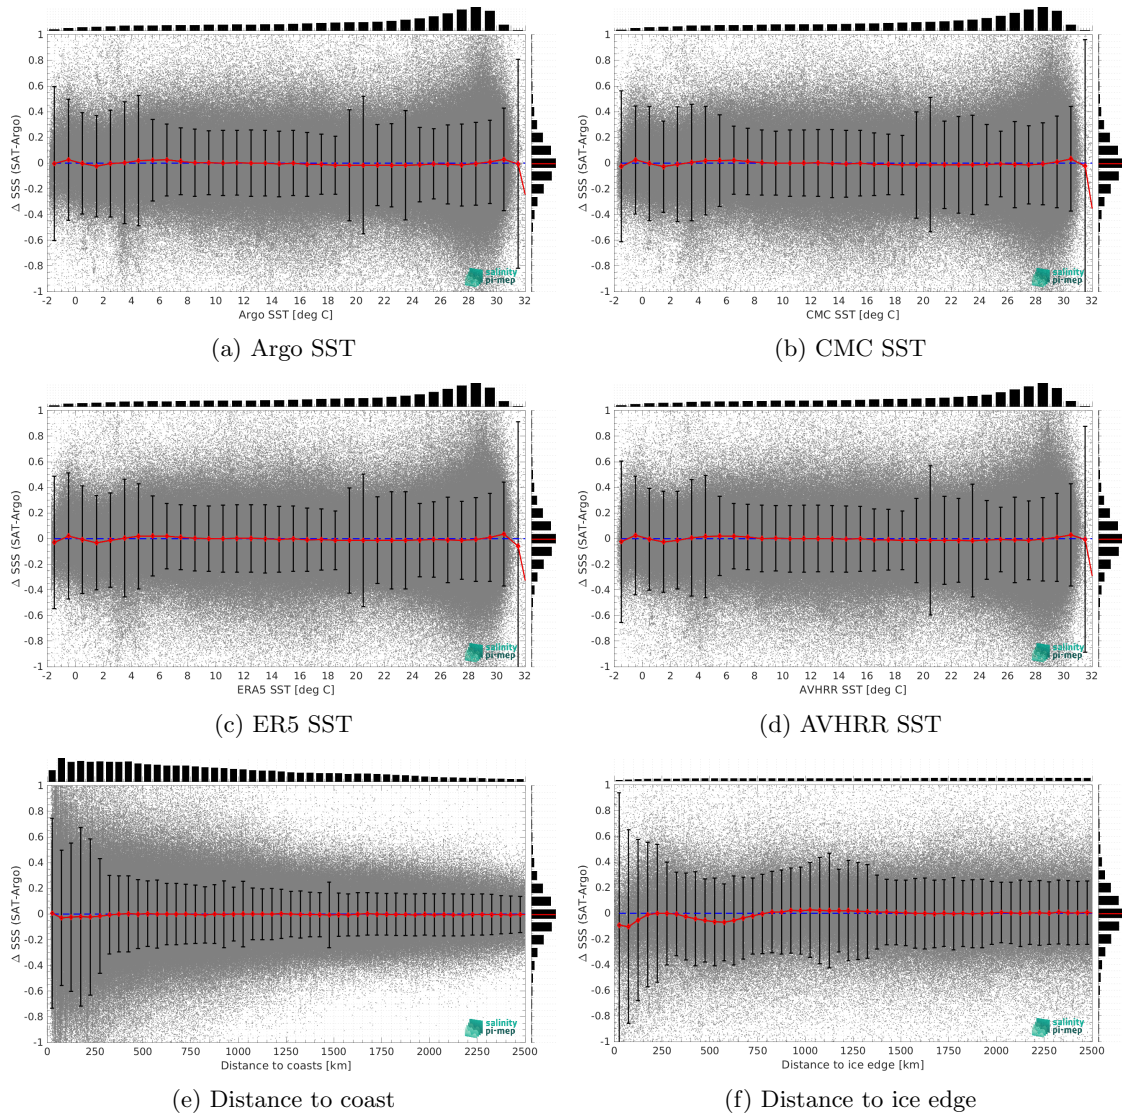 1
0.8
0.6
0.4
0.2
0
-0.2
-0.4
-0.6
-0.8
-1
Δ SSS (SAT-Argo)
-2 0 2 4 6 8 10 12 14 16 18 20 22 24 26 28 30 32
Argo SST [deg C]
salinity
pi-mep
(a) Argo SST
1
0.8
0.6
0.4
0.2
0
-0.2
-0.4
-0.6
-0.8
-1
Δ SSS (SAT-Argo)
-2 0 2 4 6 8 10 12 14 16 18 20 22 24 26 28 30 32
CMC SST [deg C]
salinity
pi-mep
(b) CMC SST
1
0.8
0.6
0.4
0.2
0
-0.2
-0.4
-0.6
-0.8
-1
Δ SSS (SAT-Argo)
-2 0 2 4 6 8 10 12 14 16 18 20 22 24 26 28 30 32
ERA5 SST [deg C]
salinity
pi-mep
(c) ER5 SST
1
0.8
0.6
0.4
0.2
0
-0.2
-0.4
-0.6
-0.8
-1
Δ SSS (SAT-Argo)
-2 0 2 4 6 8 10 12 14 16 18 20 22 24 26 28 30 32
AVHRR SST [deg C]
salinity
pi-mep
(d) AVHRR SST
1
0.8
0.6
0.4
0.2
0
-0.2
-0.4
-0.6
-0.8
-1
Δ SSS (SAT-Argo)
0 250 500 750 1000 1250 1500 1750 2000 2250 2500
Distance to coasts [km]
salinity
pi-mep
(e) Distance to coast
1
0.8
0.6
0.4
0.2
0
-0.2
-0.4
-0.6
-0.8
-1
Δ SSS (SAT-Argo)
0 250 500 750 1000 1250 1500 1750 2000 2250 2500
Distance to ice edge [km]
salinity
pi-mep
(f) Distance to ice edge